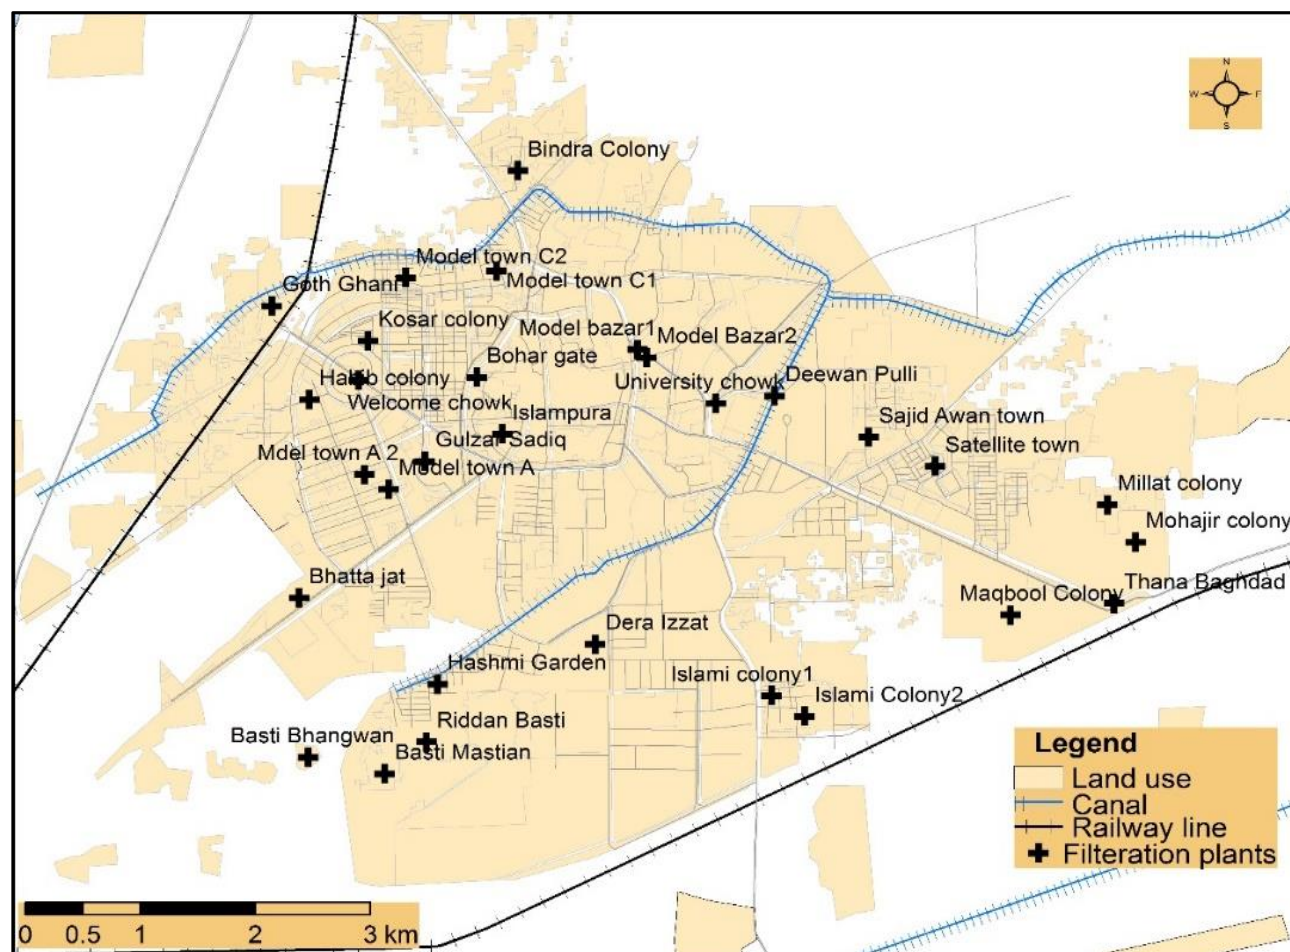 N
W
F
S
Bindra Colony
Model town C2
Model town C1
Goth Ghani
Kosar colony
Model bazar1
Model Bazar2
Bohar gate
Habib colony
University chowk
Deewan Pulli
Welcome chowk
Islampura
Sajid Awan town
Gulzar Sadiq
Satellite town
Mdel town A 2
Model town A
Millat colony
Mohajir colony
Bhatta jat
Maqbool Colony
Thana Baghdad
Dera Izzat
Hashmi Garden
Islami colony1
Islami Colony2
Riddan Basti
Basti Bhangwan
Basti Mastian
Legend
Land use
Canal
Railway line
Filteration plants
0 0.5 1 2 3 km